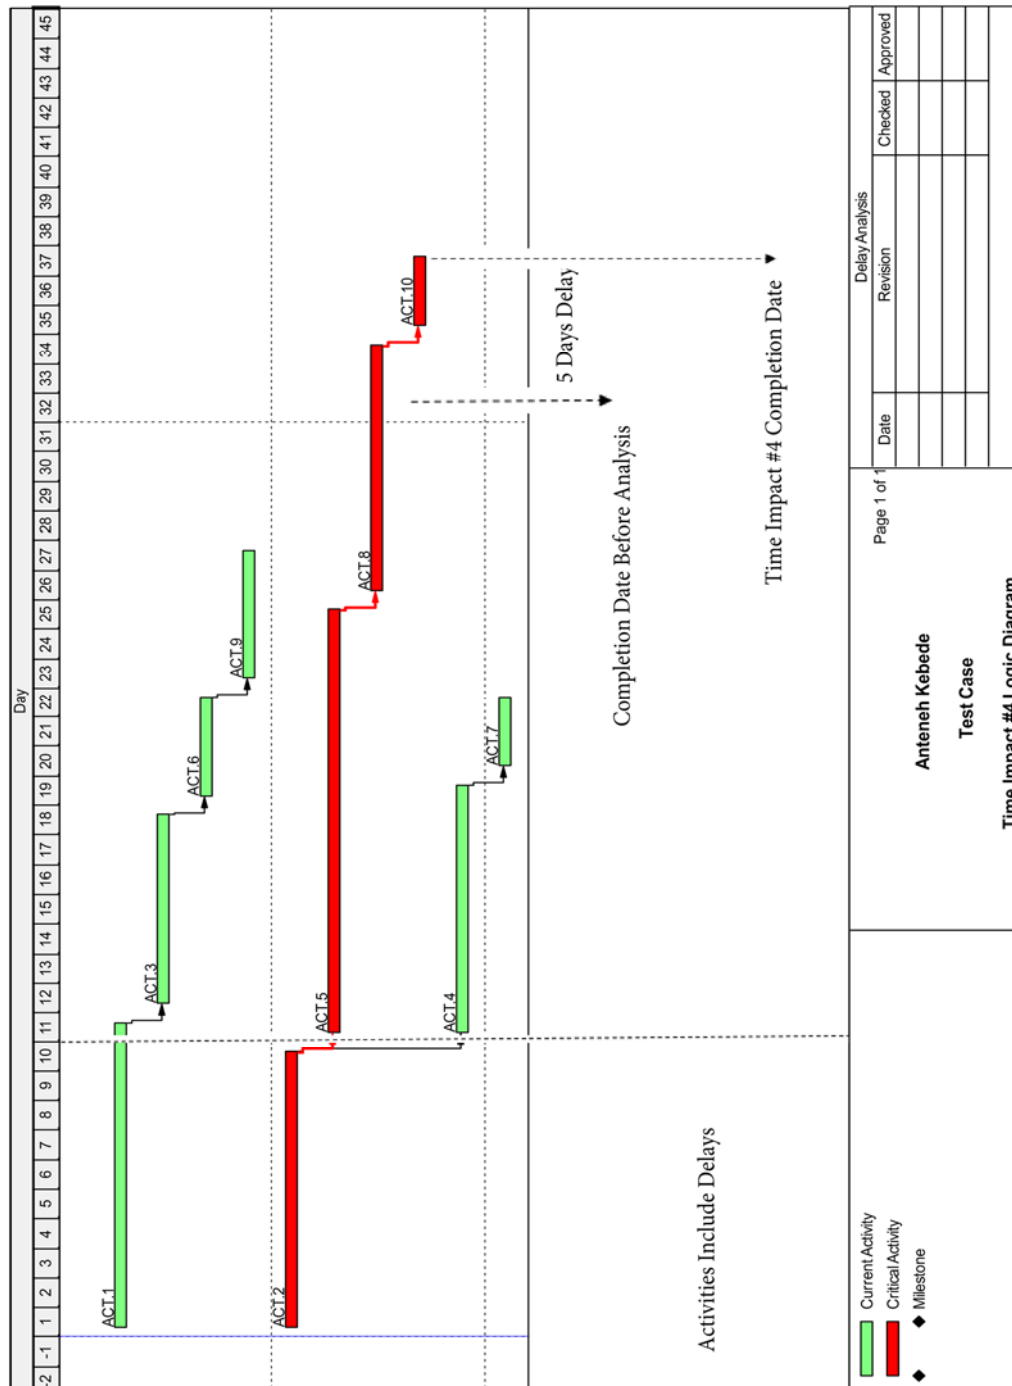 Day
-2 -1 1 2 3 4 5 6 7 8 9 10 11 12 13 14 15 16 17 18 19 20 21 22 23 24 25 26 27 28 29 30 31 32 33 34 35 36 37 38 39 40 41 42 43 44 45
ACT.1
ACT.3
ACT.6
ACT.9
ACT.2
ACT.5
ACT.8
ACT.10
ACT.4
ACT.7
5 Days Delay
Completion Date Before Analysis
Activities Include Delays
Time Impact #4 Completion Date
Current Activity
Critical Activity
Milestone
Page 1 of 1
Anteneh Kebede
Test Case
Time Impact #4 Logic Diagram
Delay Analysis
Date Revision Checked Approved